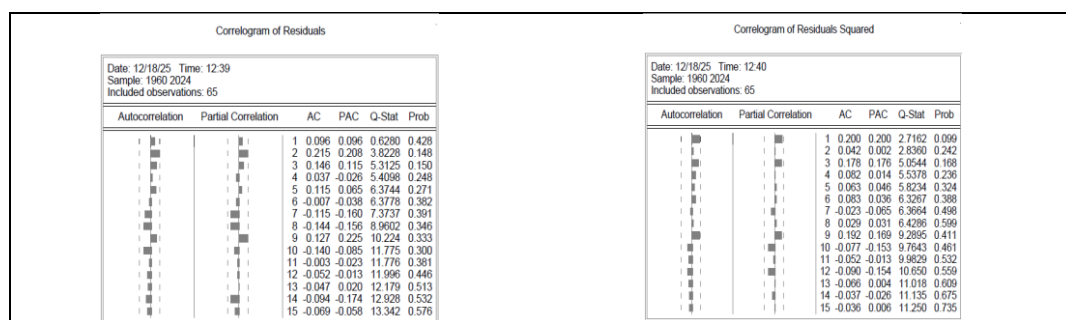 Correlogram of Residuals
Date: 12/18/25 Time: 12:39
Sample: 1960 2024
Included observations: 65
Autocorrelation Partial Correlation AC PAC Q-Stat Prob
1 0.096 0.096 0.6280 0.428
2 0.215 0.208 3.8228 0.148
3 0.146 0.115 5.3125 0.150
4 0.037 -0.026 5.4098 0.248
5 0.115 0.065 6.3744 0.271
6 -0.007 -0.038 6.3778 0.382
7 -0.115 -0.160 7.3737 0.391
8 -0.144 -0.156 8.9602 0.346
9 0.127 0.225 10.224 0.333
10 -0.140 -0.085 11.775 0.300
11 -0.003 -0.023 11.776 0.381
12 -0.052 -0.013 11.996 0.446
13 -0.047 0.020 12.179 0.513
14 -0.094 -0.174 12.928 0.532
15 -0.069 -0.058 13.342 0.576
Correlogram of Residuals Squared
Date: 12/18/25 Time: 12:40
Sample: 1960 2024
Included observations: 65
Autocorrelation Partial Correlation AC PAC Q-Stat Prob
1 0.200 0.200 2.7162 0.099
2 0.042 0.002 2.8360 0.242
3 0.178 0.176 5.0544 0.168
4 0.082 0.014 5.5378 0.236
5 0.063 0.046 5.8234 0.324
6 0.083 0.036 6.3267 0.388
7 -0.023 -0.065 6.3664 0.498
8 0.029 0.031 6.4286 0.599
9 0.192 0.169 9.2895 0.411
10 -0.077 -0.153 9.7643 0.461
11 -0.052 -0.013 9.9829 0.532
12 -0.090 -0.154 10.650 0.559
13 -0.066 0.004 11.018 0.609
14 -0.037 -0.026 11.135 0.675
15 -0.036 0.006 11.250 0.735